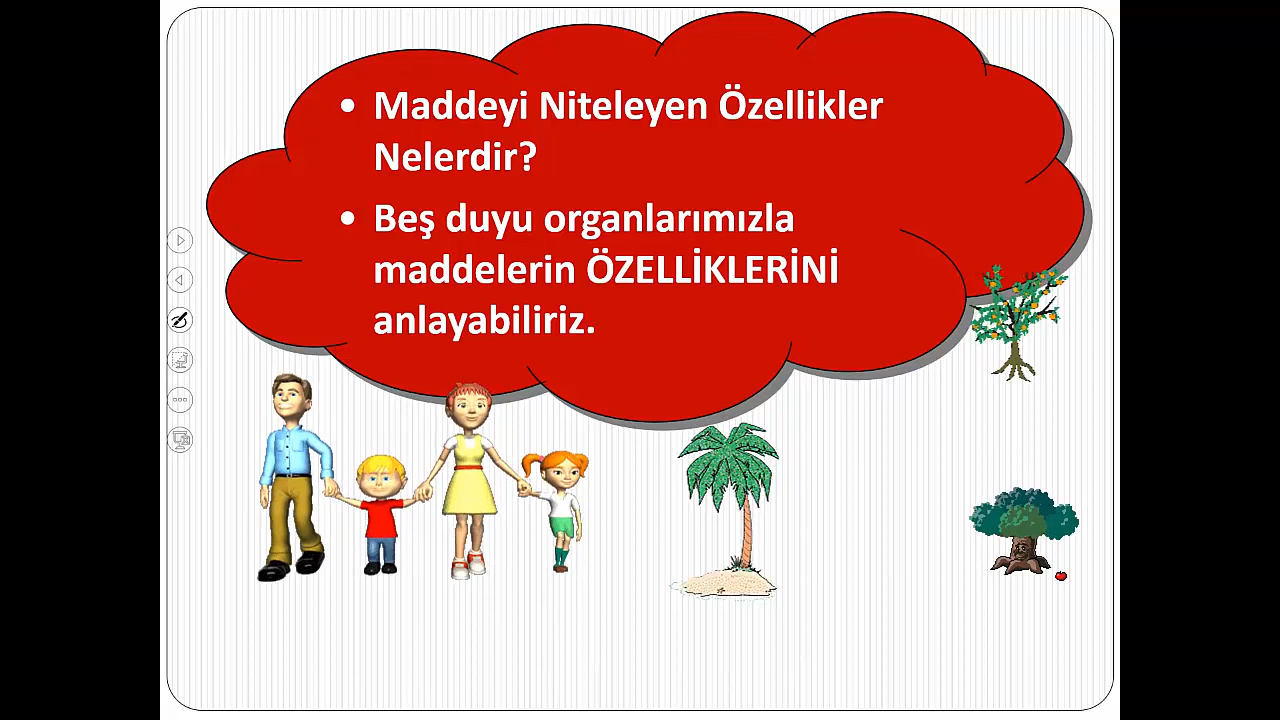 • Maddeyi Niteleyen Özellikler
Nelerdir?
• Beş duyu organlarımızla
maddelerin ÖZELLİKLERİNİ
anlayabiliriz.